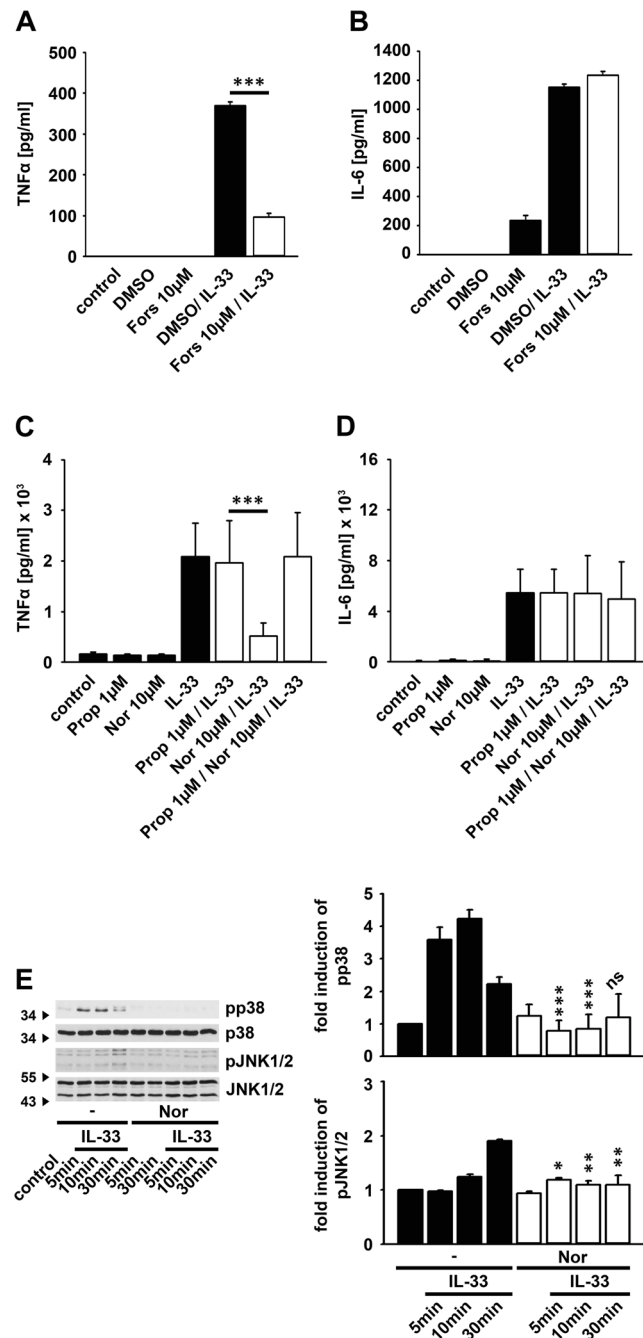 A
TNFα [pg/ml]
500
400
300
200
100
0
***
control
DMSO
Fors 10µM
DMSO/ IL-33
Fors 10µM / IL-33
B
IL-6 [pg/ml]
1400
1200
1000
800
600
400
200
0
control
DMSO
Fors 10µM
DMSO/ IL-33
Fors 10µM / IL-33
C
TNFα [pg/ml] x 10³
4
3
2
1
0
***
control
Prop 1µM
Nor 10µM
IL-33
Prop 1µM / IL-33
Nor 10µM / IL-33
Prop 1µM / Nor 10µM / IL-33
D
IL-6 [pg/ml] x 10³
16
12
8
4
0
control
Prop 1µM
Nor 10µM
IL-33
Prop 1µM / IL-33
Nor 10µM / IL-33
Prop 1µM / Nor 10µM / IL-33
E
34
pp38
34
p38
pJNK1/2
55
JNK1/2
43
- Nor
IL-33 IL-33
control
5min
10min
30min
5min
30min
5min
10min
30min
fold induction of
pp38
5
4
3
2
1
0
*** *** ns
fold induction of
pJNK1/2
3
2
1
0
* ** **
- Nor
IL-33 IL-33
5min
10min
30min
5min
10min
30min